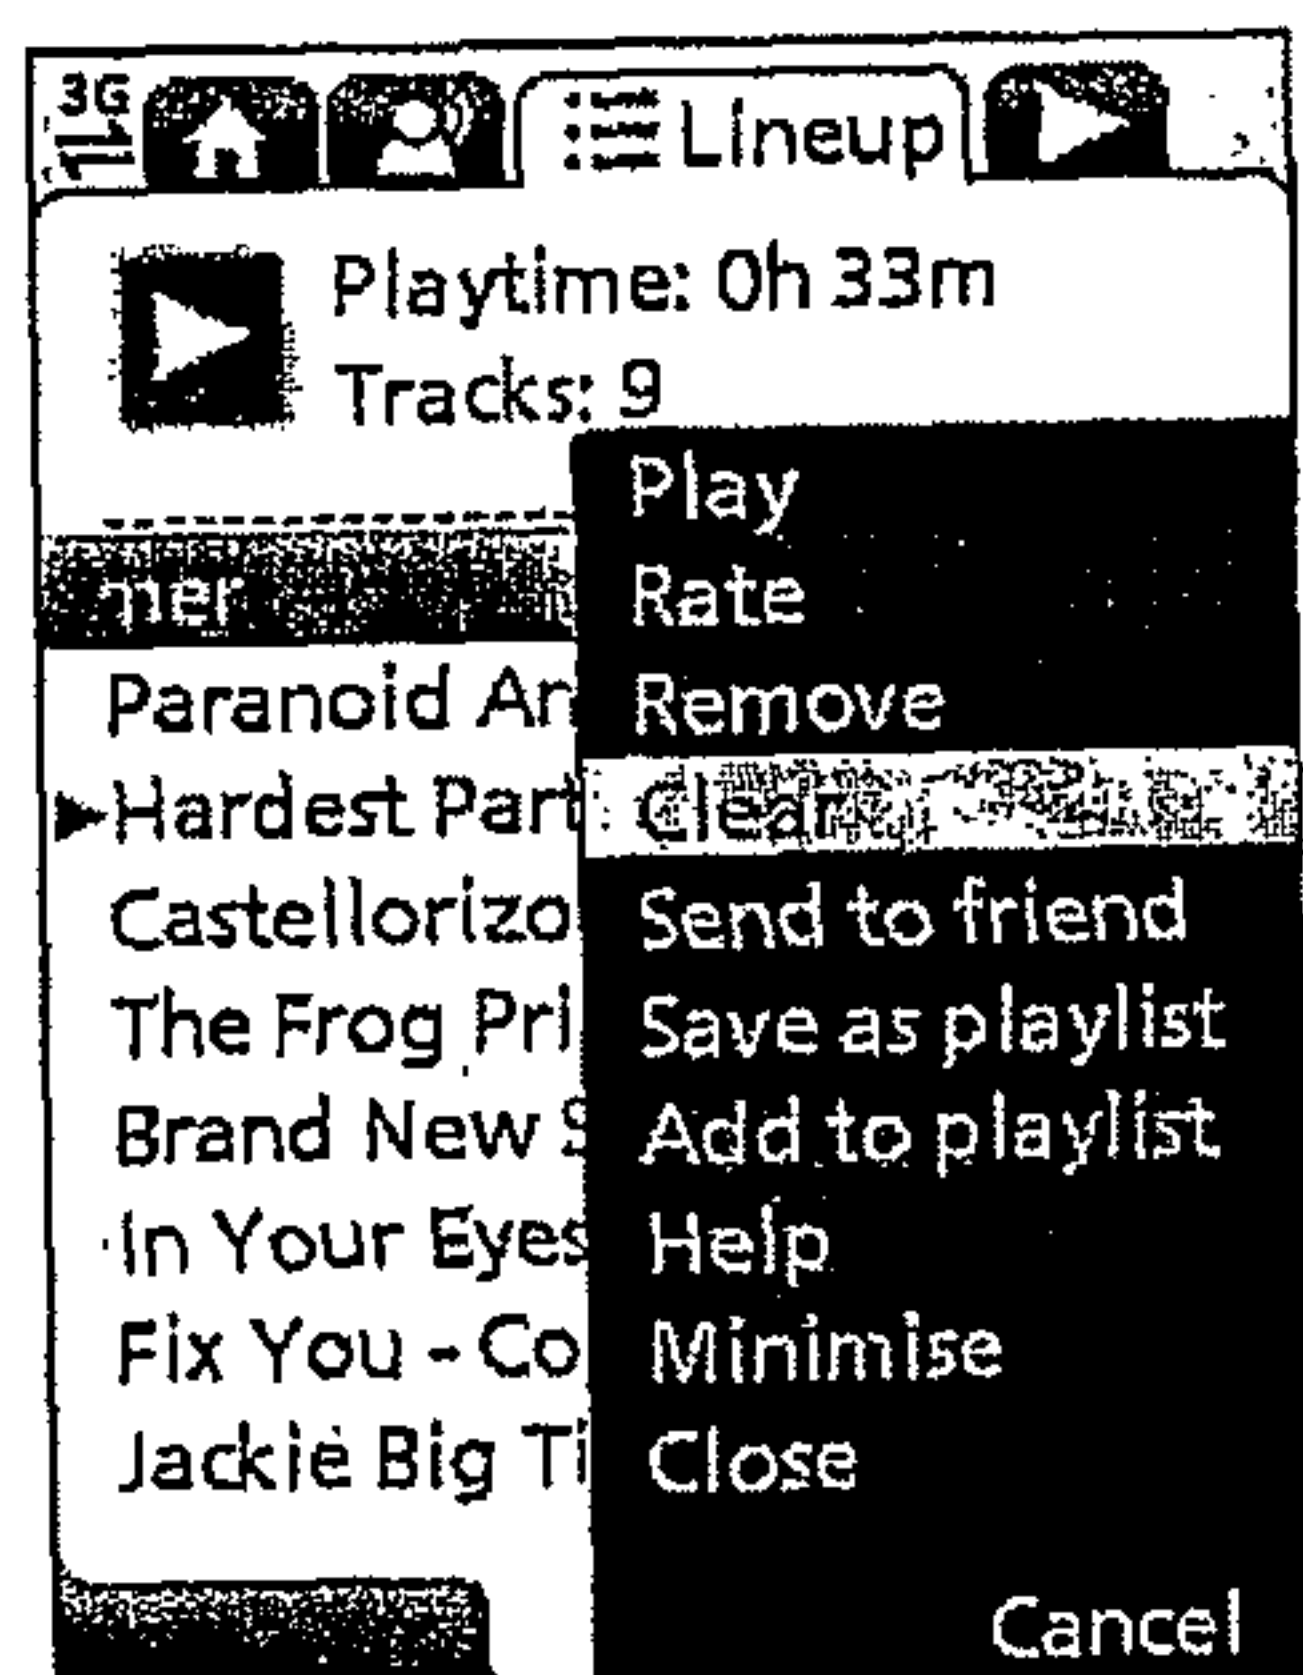 3G
Lineup
Playtime: 0h 33m
Tracks: 9
mer
Paranoid An
Hardest Part
Castellorizo
The Frog Pri
Brand New S
In Your Eyes
Fix You - Co
Jackie Big Ti
Play
Rate
Remove
Clear
Send to friend
Save as playlist
Add to playlist
Help
Minimise
Close
Cancel